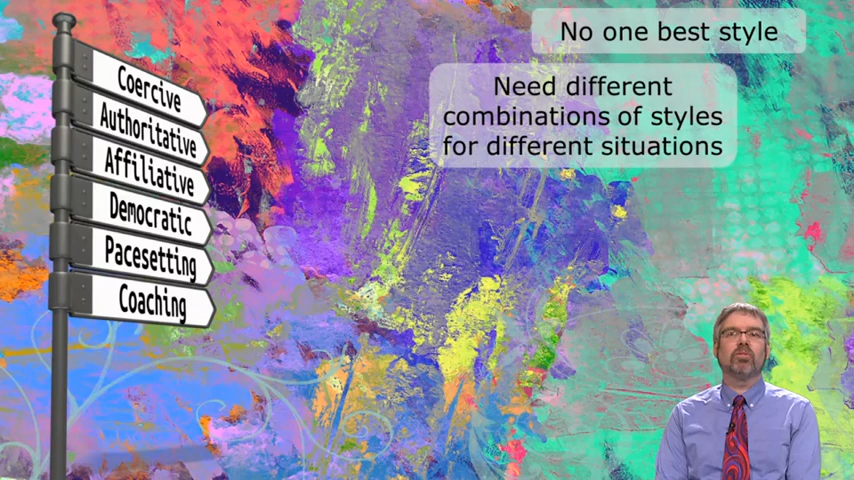 Coercive
Authoritative
Affiliative
Democratic
Pacesetting
Coaching
No one best style
Need different
combinations of styles
for different situations